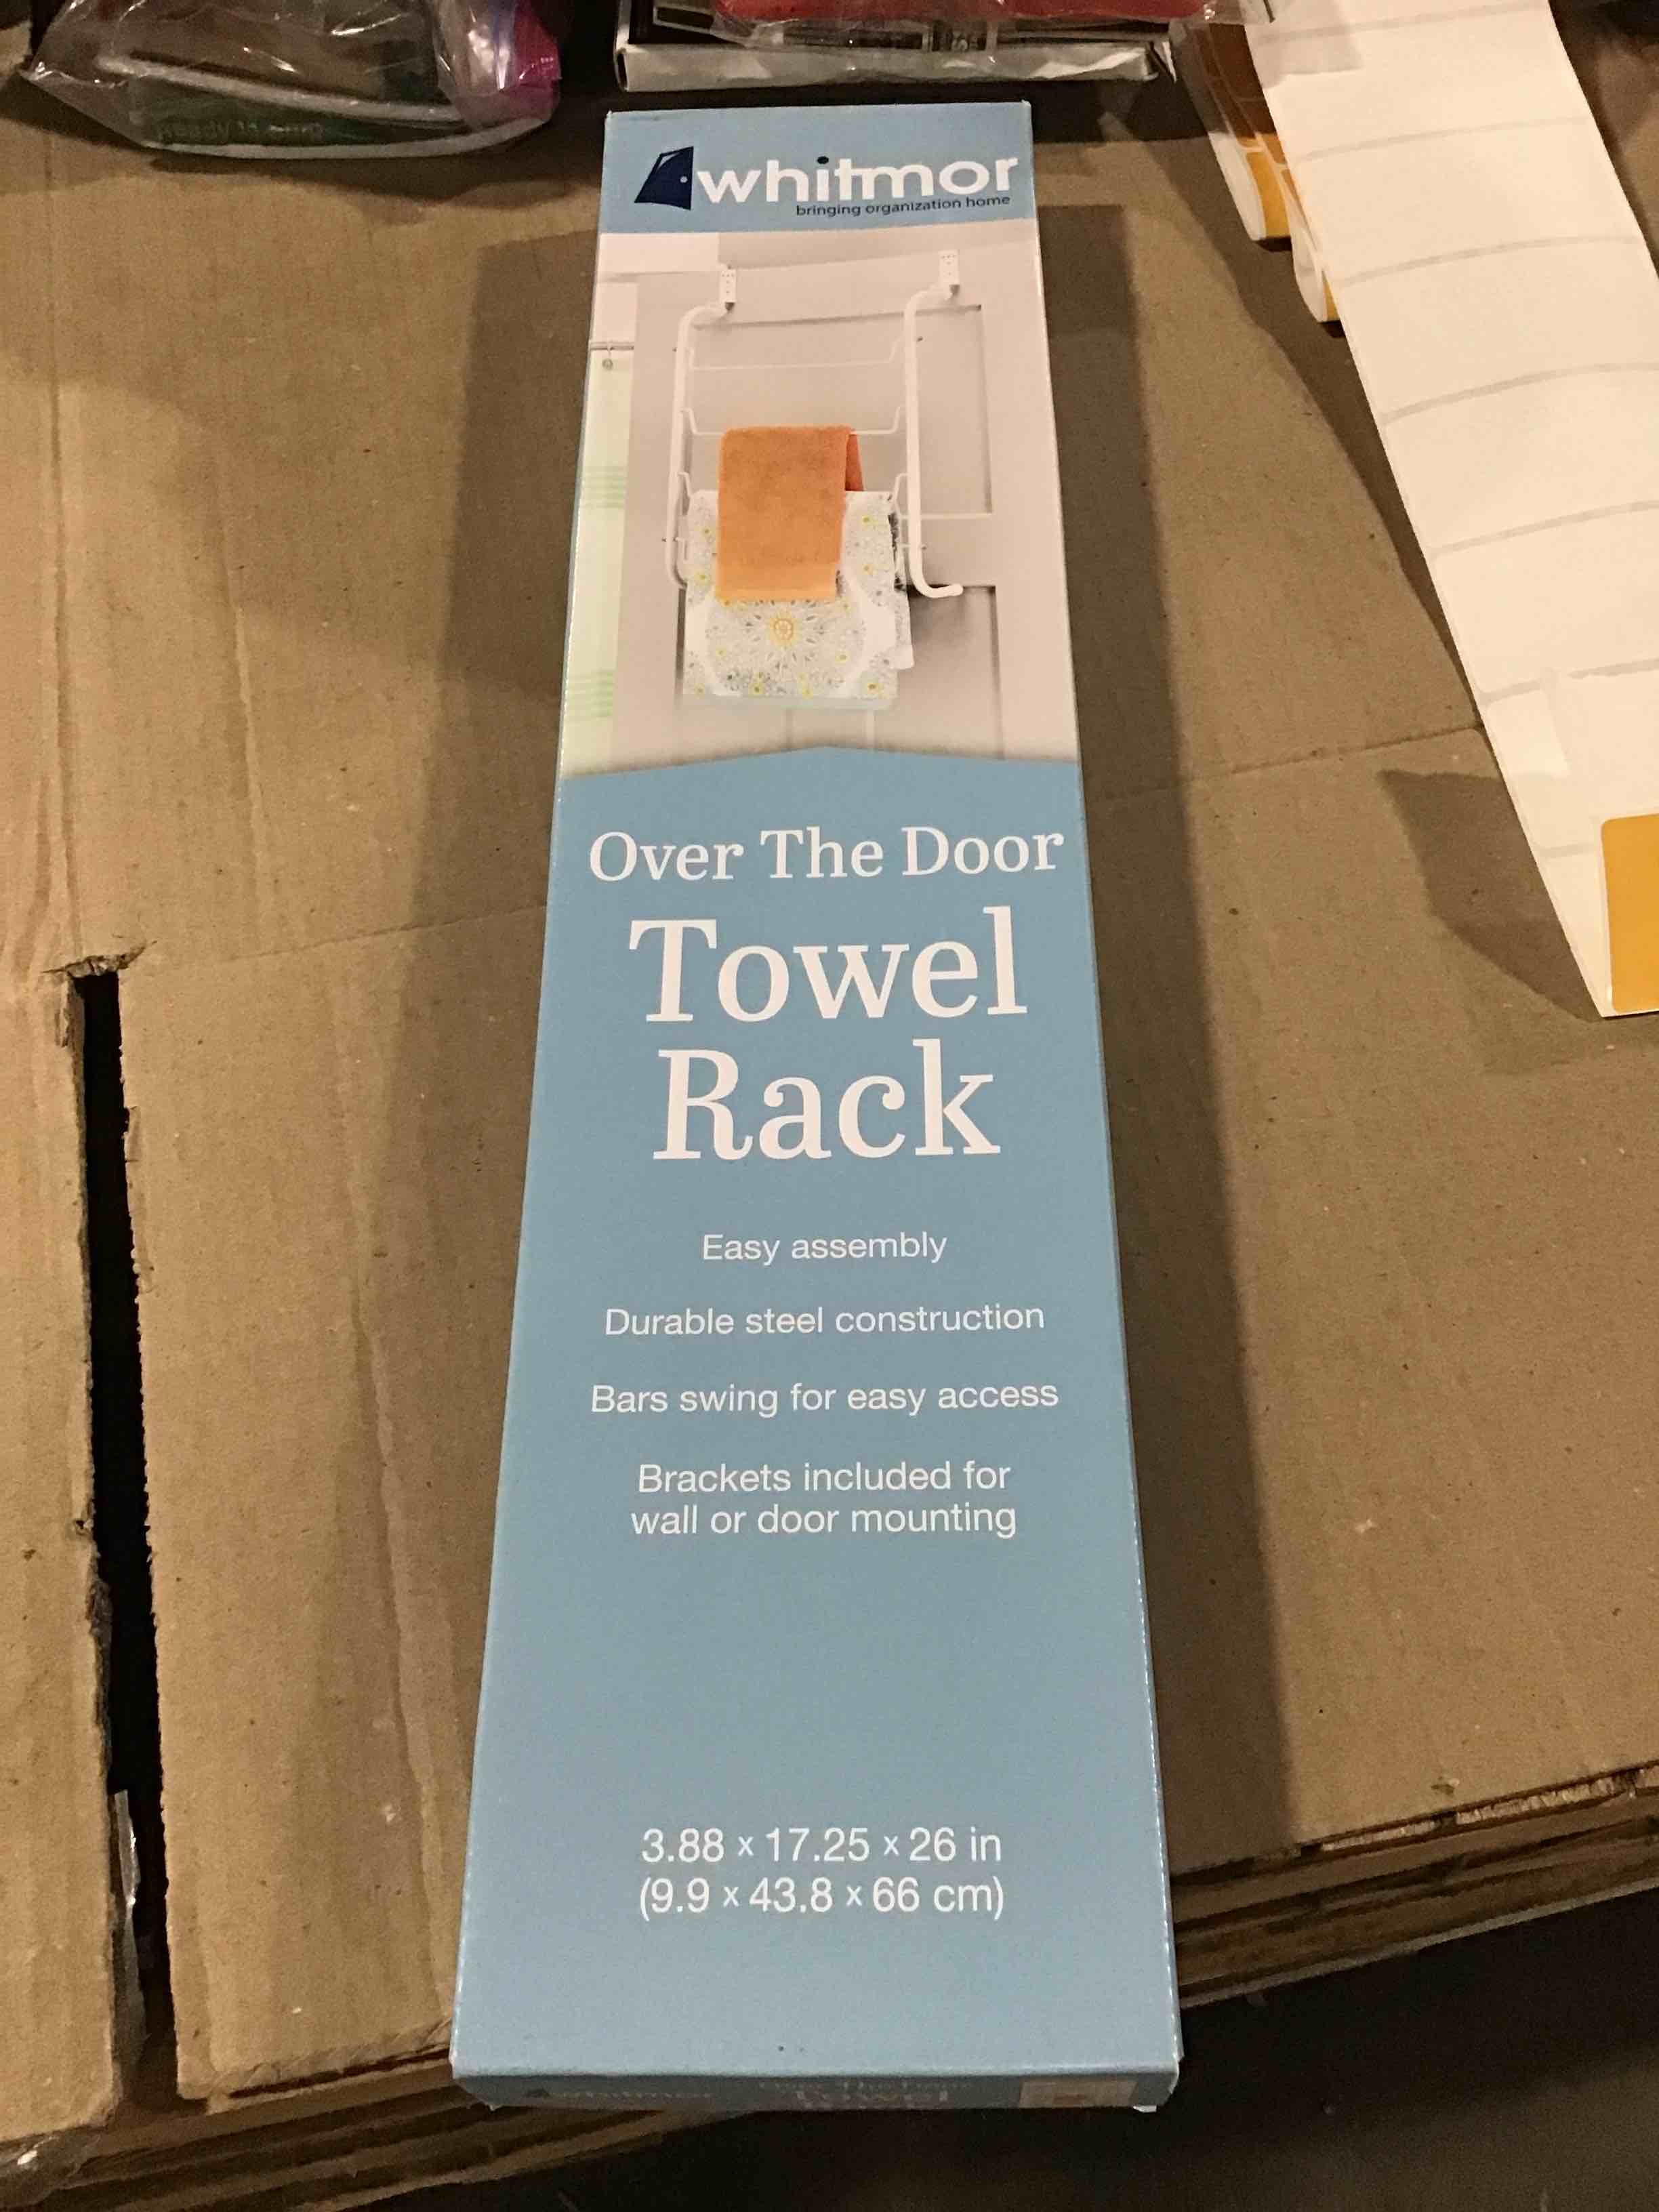 whitmor
bringing organization home
Over The Door
Towel
Rack
Easy assembly
Durable steel construction
Bars swing for easy access
Brackets included for
wall or door mounting
3.88 x 17.25 x 26 in
(9.9 x 43.8 x 66 cm)
whitmor
Towel